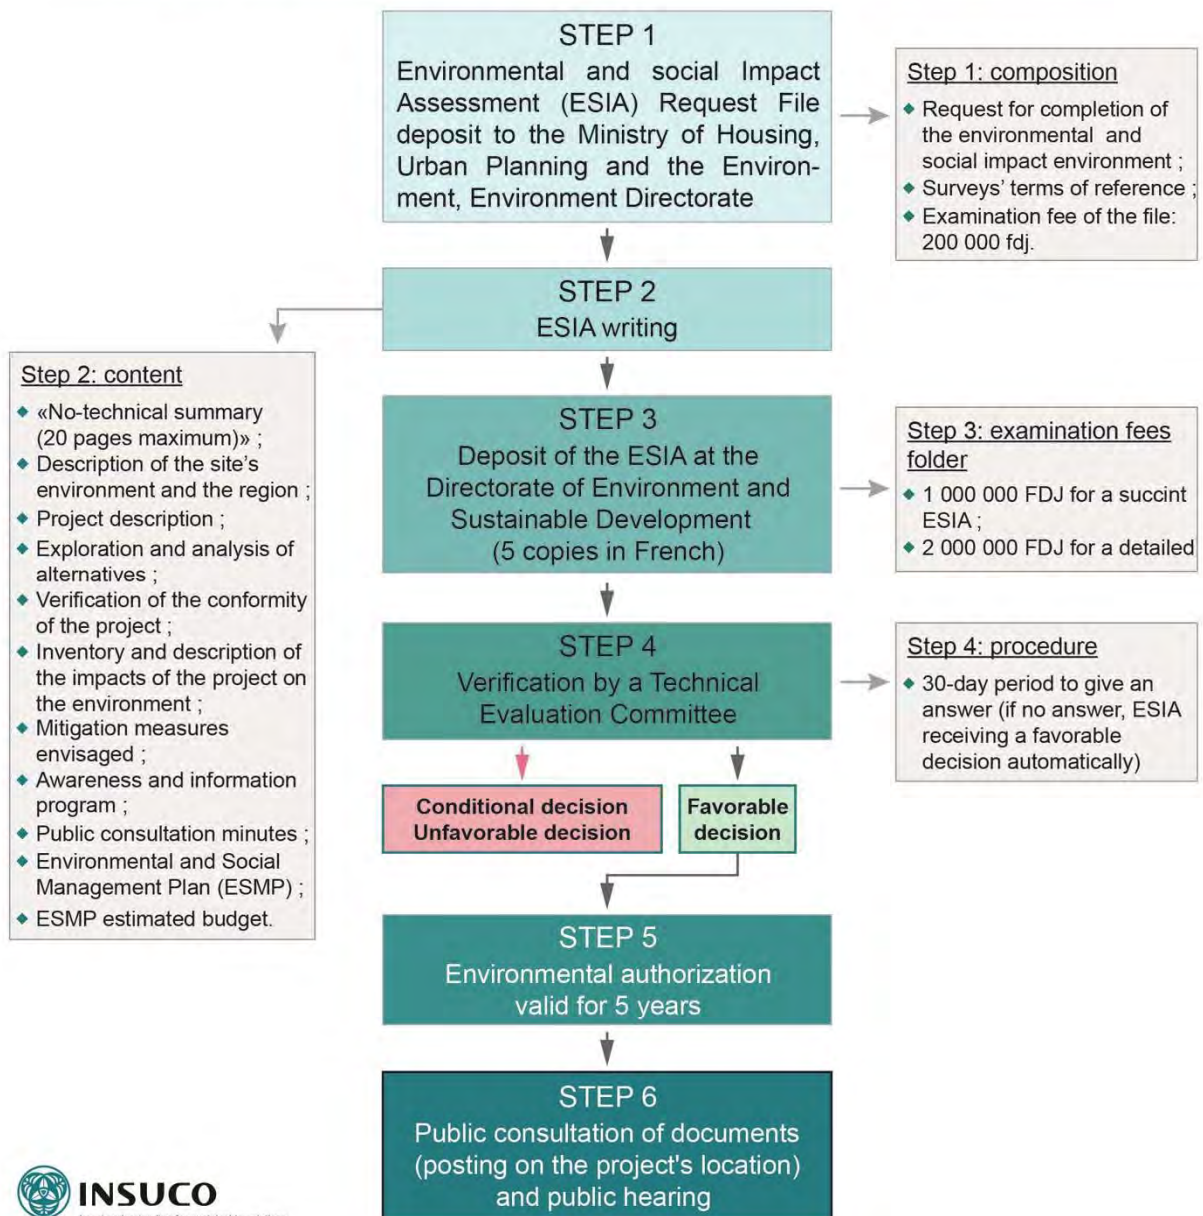 STEP 1
Environmental and social Impact
Assessment (ESIA) Request File
deposit to the Ministry of Housing,
Urban Planning and the Environ-
ment, Environment Directorate
Step 1: composition
Request for completion of
the environmental and
social impact environment ;
Surveys' terms of reference ;
Examination fee of the file:
200 000 fdj.
STEP 2
ESIA writing
Step 2: content
«No-technical summary
(20 pages maximum)» ;
Description of the site's
environment and the region ;
Project description ;
Exploration and analysis of
alternatives ;
Verification of the conformity
of the project ;
Inventory and description of
the impacts of the project on
the environment ;
Mitigation measures
envisaged ;
Awareness and information
program ;
Public consultation minutes ;
Environmental and Social
Management Plan (ESMP) ;
ESMP estimated budget.
STEP 3
Deposit of the ESIA at the
Directorate of Environment and
Sustainable Development
(5 copies in French)
Step 3: examination fees
folder
1 000 000 FDJ for a succint
ESIA ;
2 000 000 FDJ for a detailed
STEP 4
Verification by a Technical
Evaluation Committee
Step 4: procedure
30-day period to give an
answer (if no answer, ESIA
receiving a favorable
decision automatically)
Conditional decision
Unfavorable decision
Favorable
decision
STEP 5
Environmental authorization
valid for 5 years
STEP 6
Public consultation of documents
(posting on the project's location)
and public hearing
INSUCO